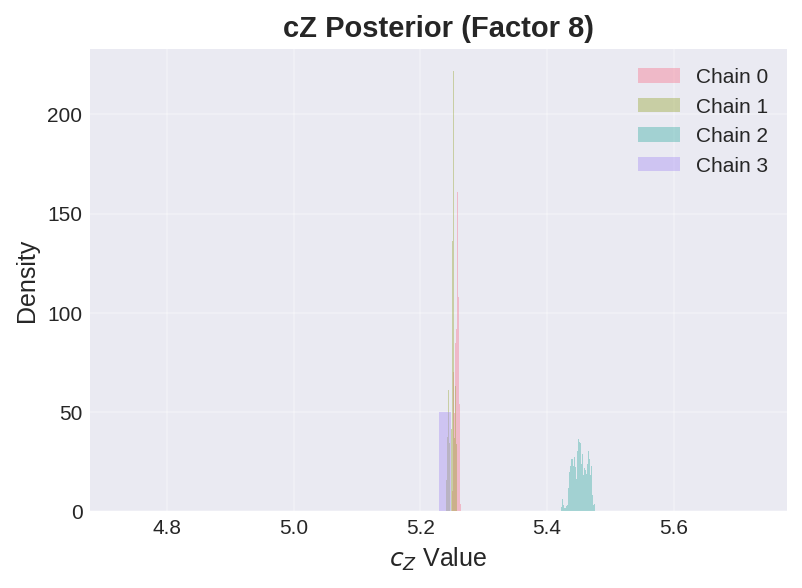 cZ Posterior (Factor 8)
Chain 0
Chain 1
Chain 2
Chain 3
200
150
100
50
0
Density
4.8 5.0 5.2 5.4 5.6
cZ Value